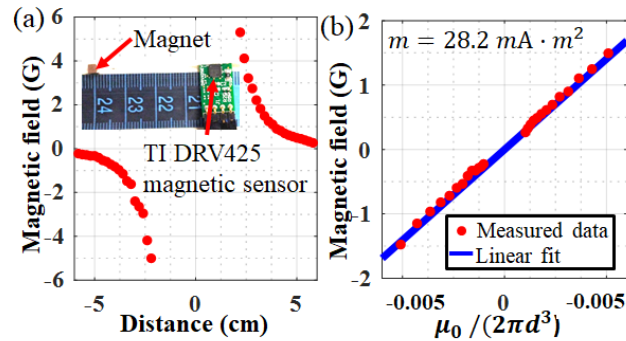 (a)
Magnetic field (G)
6
4
2
0
-2
-4
-6
Magnet
24 23 22 21
TI DRV425
magnetic sensor
-5 0 5
Distance (cm)
(b)
Magnetic field (G)
2
1
0
-1
-2
m = 28.2 mA · m²
Measured data
Linear fit
-0.005 0 -0.005
μ₀/(2πd³)